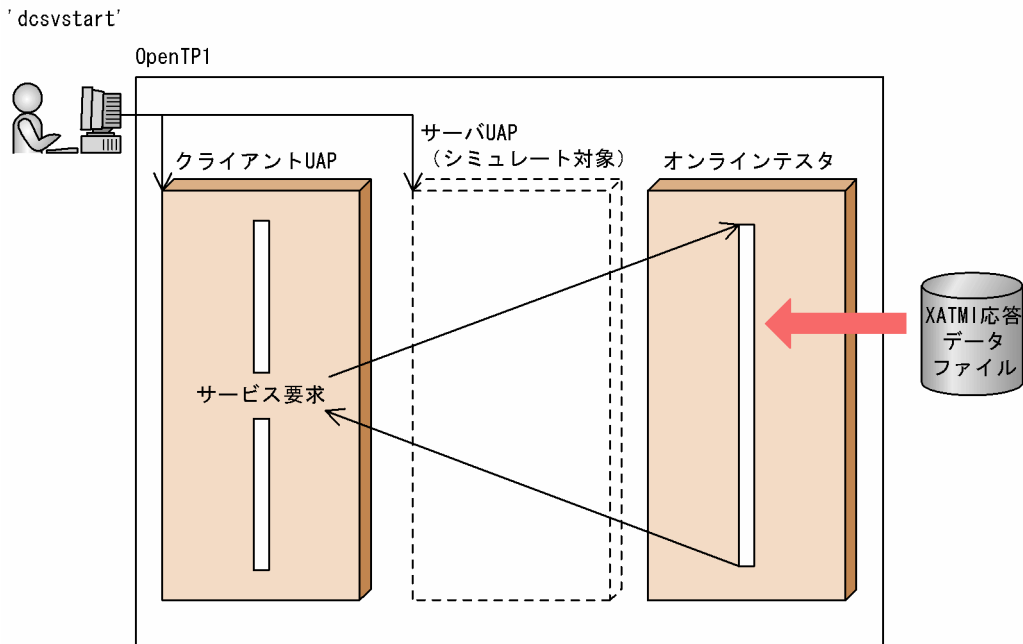 'dcsvstart'
OpenTP1
サーバUAP
(シミュレート対象)
クライアントUAP
オンラインテスタ
XATMI応答
データ
ファイル
サービス要求